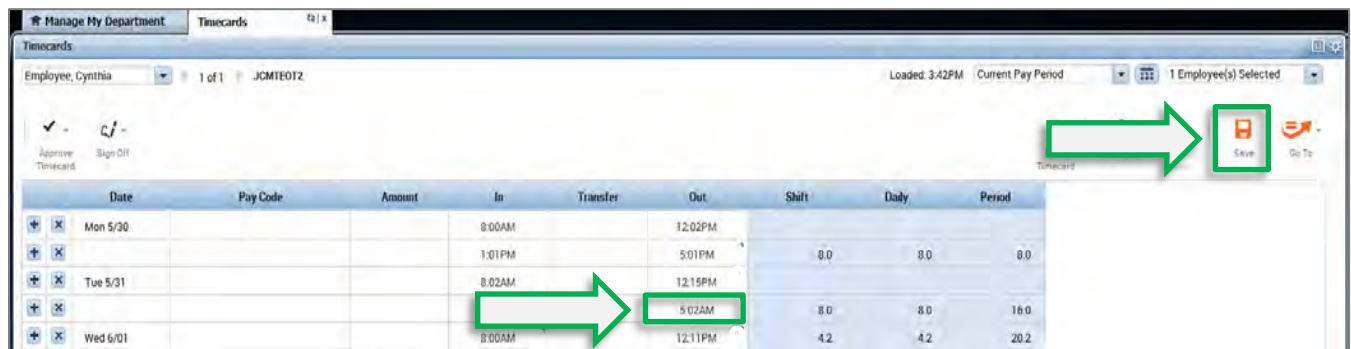 Manage My Department Timecards
Timecards
Employee, Cynthia 1 of 1 JCMTEOT2 Loaded: 3:42PM Current Pay Period 1 Employee(s) Selected
Approve Timecard Sign Off Timecard Save Go To
Date Pay Code Amount In Transfer Out Shift Daily Period
Mon 5/30 8:00AM 12:02PM
1:01PM 5:01PM 8.0 8.0 8.0
Tue 5/31 8:02AM 12:15PM
5:02AM 8.0 8.0 16.0
Wed 6/01 8:00AM 12:11PM 4.2 4.2 20.2